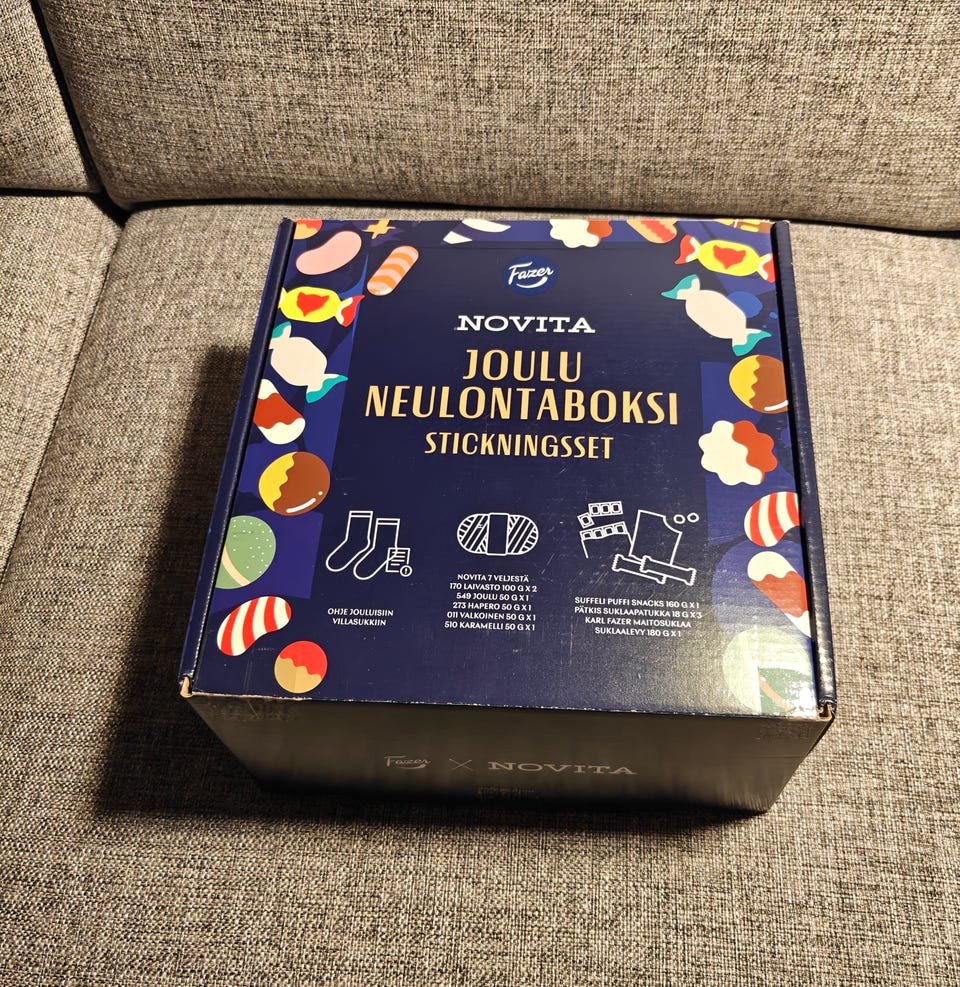 Fazer
NOVITA
JOULU
NEULONTABOKSI
STICKNINGSSET
OHJE JOULUISIIN
VILLASUKKIIN
NOVITA 7 VELJESTÄ
170 LAIVASTO 100 G X 2
549 JOULU 50 G X 1
273 HAPERO 50 G X 1
011 VALKOINEN 50 G X 1
510 KARAMELLI 50 G X 1
SUFFELI PUFFI SNACKS 160 G X 1
PÄTKIS SUKLAAPATUKKA 18 G X 3
KARL FAZER MAITOSUKLAA
SUKLAALEVY 180 G X 1
Fazer X NOVITA